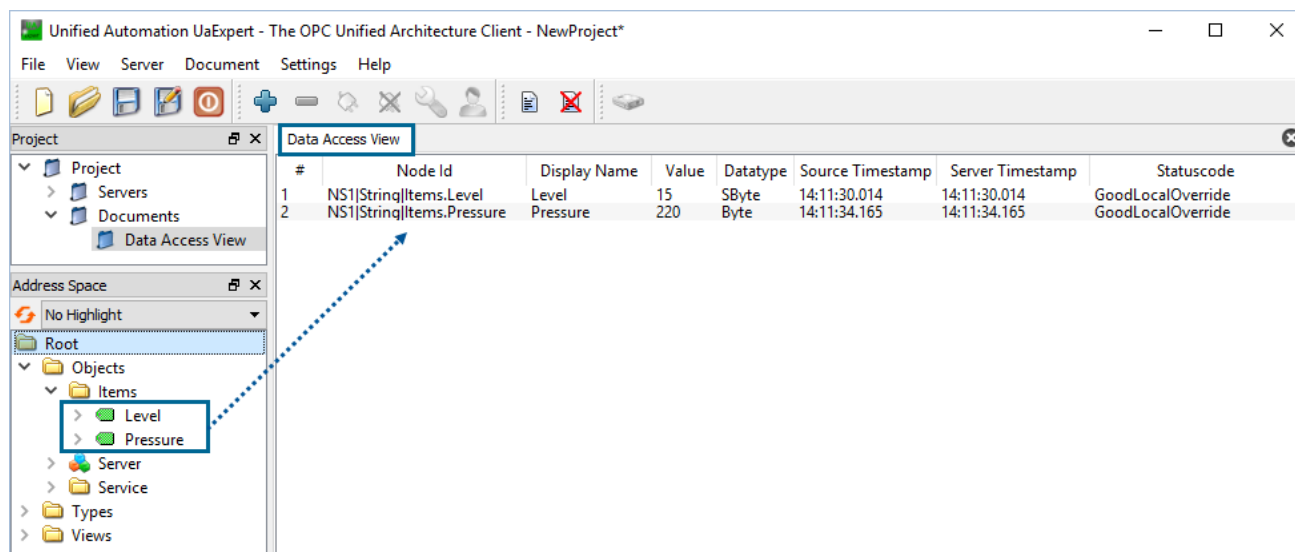 Unified Automation UaExpert - The OPC Unified Architecture Client - NewProject*
File View Server Document Settings Help
Project
Project
Servers
Documents
Data Access View
Address Space
No Highlight
Root
Objects
Items
Level
Pressure
Server
Service
Types
Views
Data Access View
# Node Id Display Name Value Datatype Source Timestamp Server Timestamp Statuscode
1 NS1|String|Items.Level Level 15 SByte 14:11:30.014 14:11:30.014 GoodLocalOverride
2 NS1|String|Items.Pressure Pressure 220 Byte 14:11:34.165 14:11:34.165 GoodLocalOverride